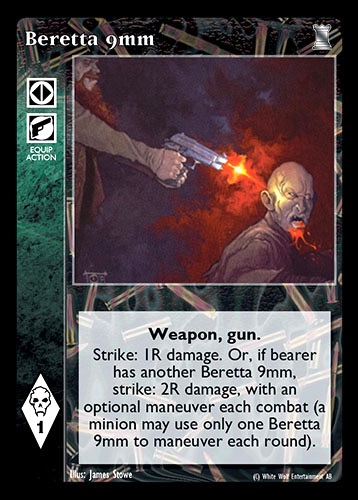 Beretta 9mm
EQUIP
ACTION
Weapon, gun.
Strike: 1R damage. Or, if bearer
has another Beretta 9mm,
strike: 2R damage, with an
optional maneuver each combat (a
minion may use only one Beretta
9mm to maneuver each round).
1
Illus: James Stowe
(C) White Wolf Entertainment AB